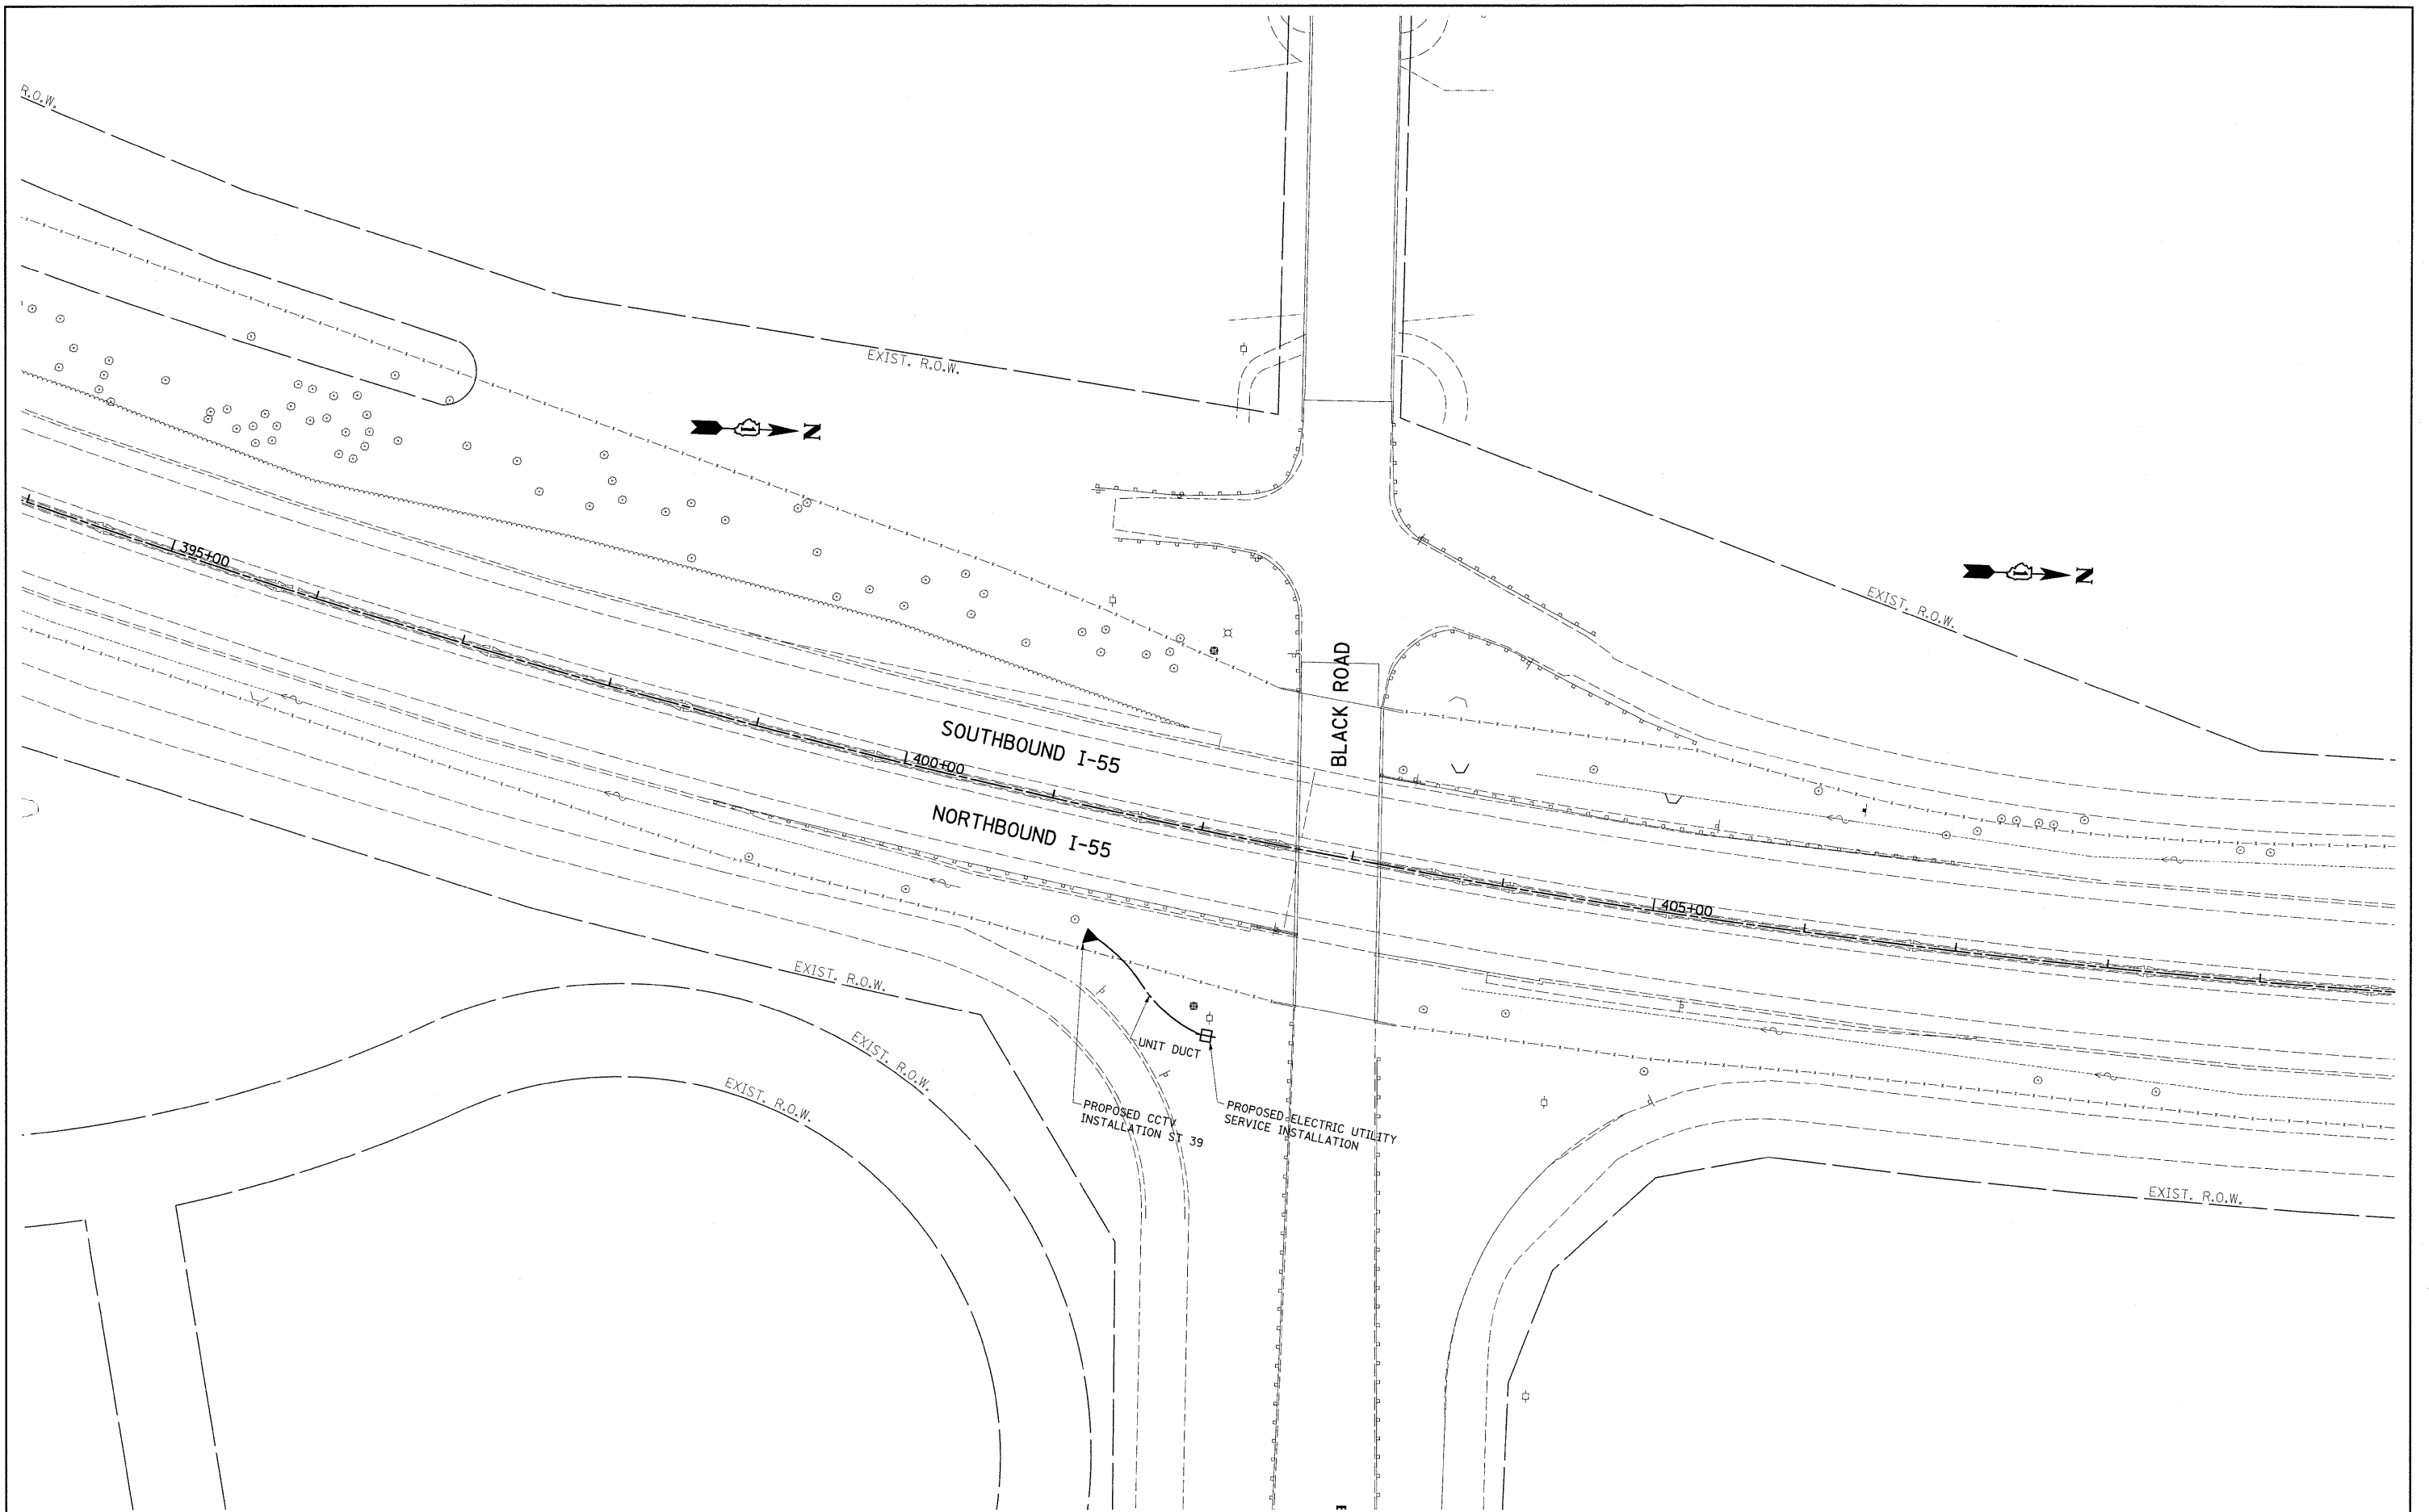 R.O.W.
EXIST. R.O.W.
N
N
EXIST. R.O.W.
395+00
BLACK ROAD
SOUTHBOUND I-55
400+00
NORTHBOUND I-55
405+00
EXIST. R.O.W.
EXIST. R.O.W.
EXIST. R.O.W.
UNIT DUCT
PROPOSED CCTV
INSTALLATION ST 39
PROPOSED ELECTRIC UTILITY
SERVICE INSTALLATION
EXIST. R.O.W.